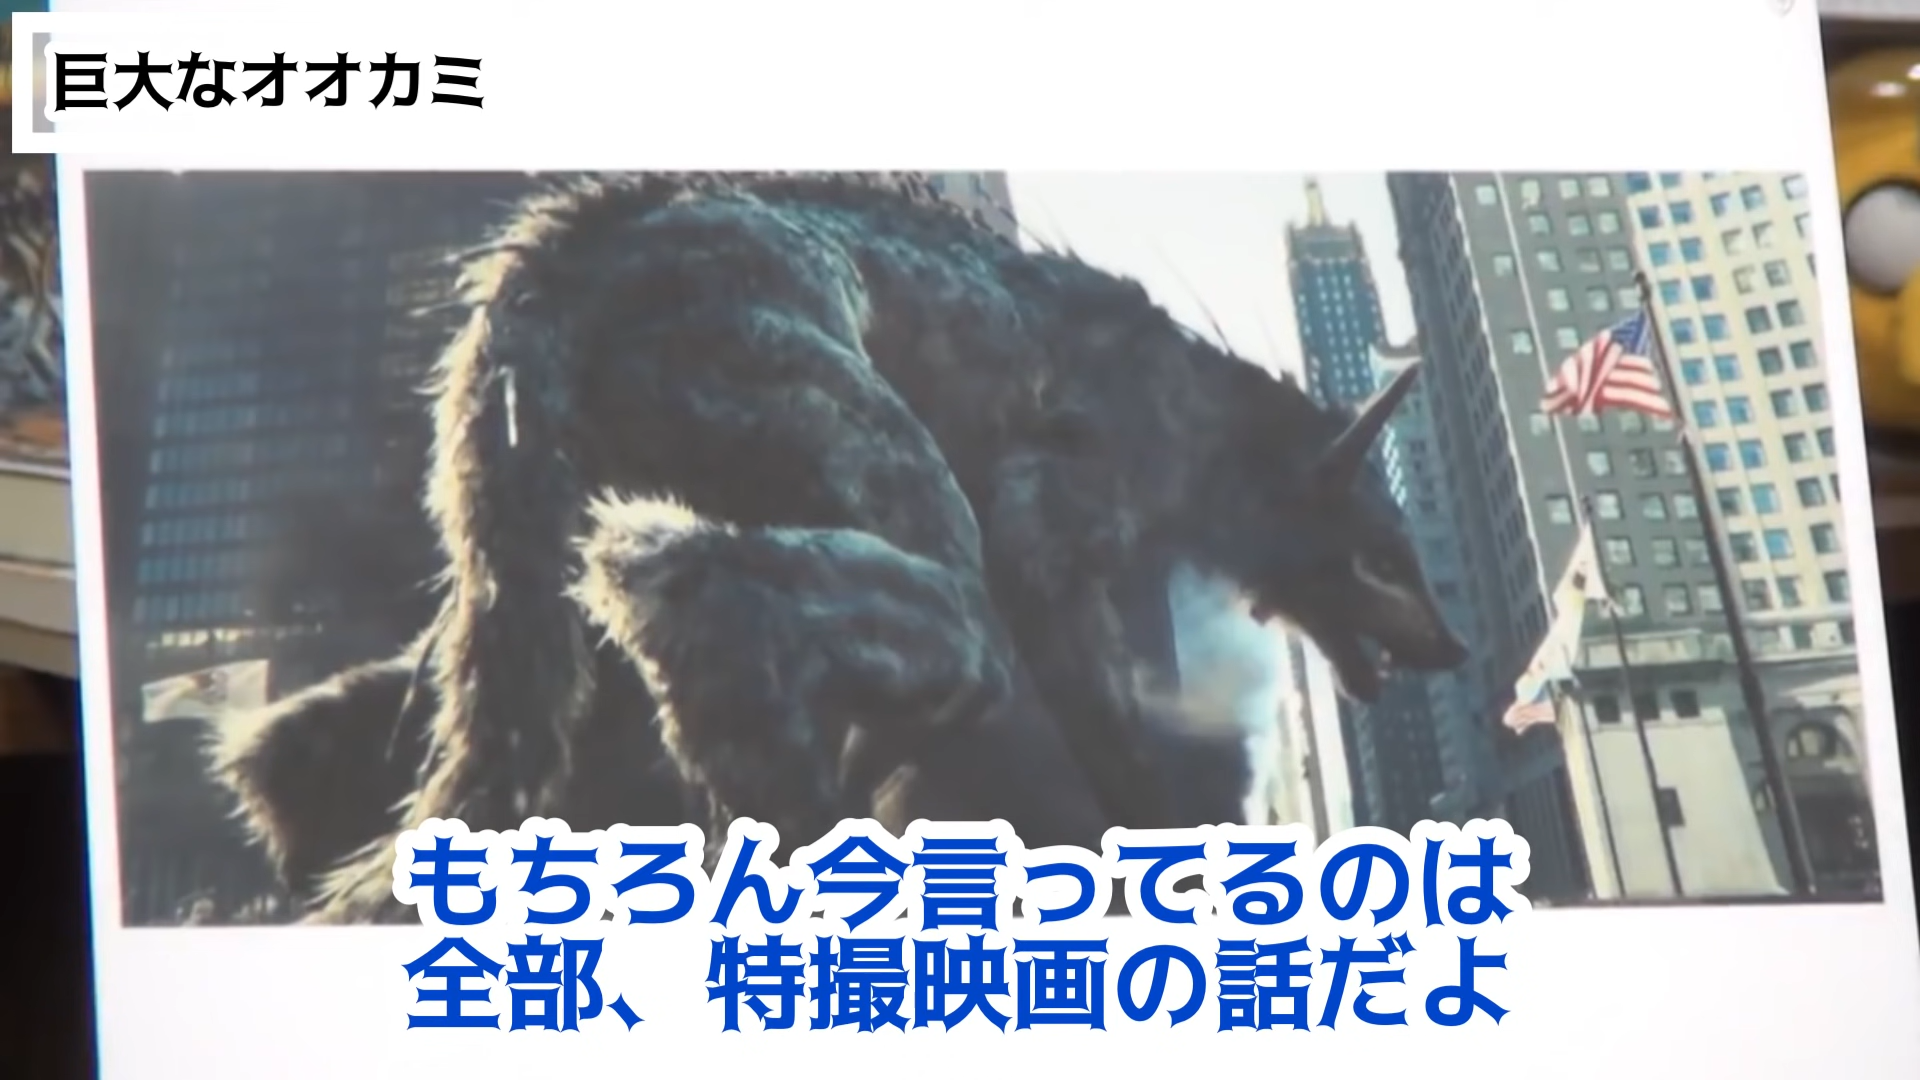 巨大なオオカミ
もちろん今言ってるのは
全部、特撮映画の話だよ